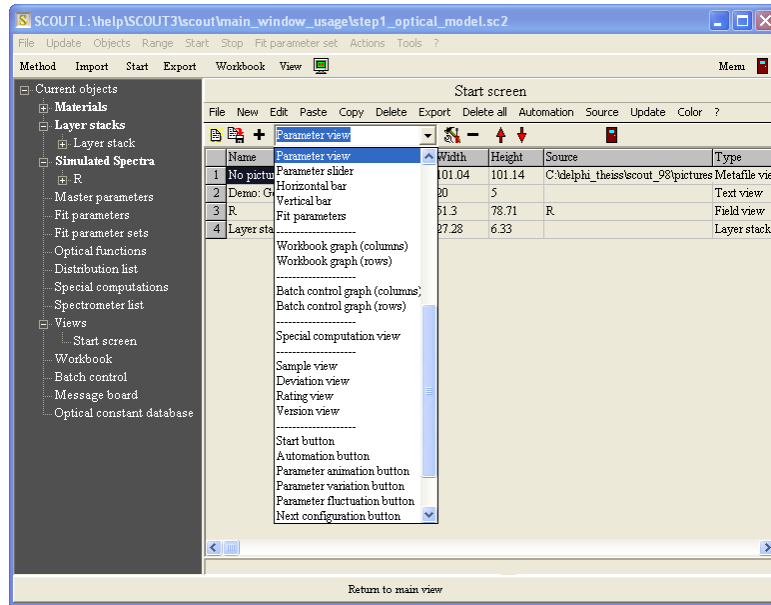 SCOUT L:\help\SCOUT3\scout\main_window_usage\step1_optical_model.sc2
File Update Objects Range Start Stop Fit parameter set Actions Tools ?
Method Import Start Export Workbook View Menu
Current objects
Materials
Layer stacks
Layer stack
Simulated Spectra
R
Master parameters
Fit parameters
Fit parameter sets
Optical functions
Distribution list
Special computations
Spectrometer list
Views
Start screen
Workbook
Batch control
Message board
Optical constant database
Start screen
File New Edit Paste Copy Delete Export Delete all Automation Source Update Color ?
Parameter view
Name Width Height Source Type
1 No pictu 101.04 101.14 C:\delphi_theiss\scout_98\pictures Metafile vie
2 Demo: G 20 5 Text view
3 R 51.3 78.71 R Field view
4 Layer sta 27.28 6.33 Layer stack
Parameter view
Parameter slider
Horizontal bar
Vertical bar
Fit parameters
--------------------
Workbook graph (columns)
Workbook graph (rows)
--------------------
Batch control graph (columns)
Batch control graph (rows)
--------------------
Special computation view
--------------------
Sample view
Deviation view
Rating view
Version view
--------------------
Start button
Automation button
Parameter animation button
Parameter variation button
Parameter fluctuation button
Next configuration button
Return to main view